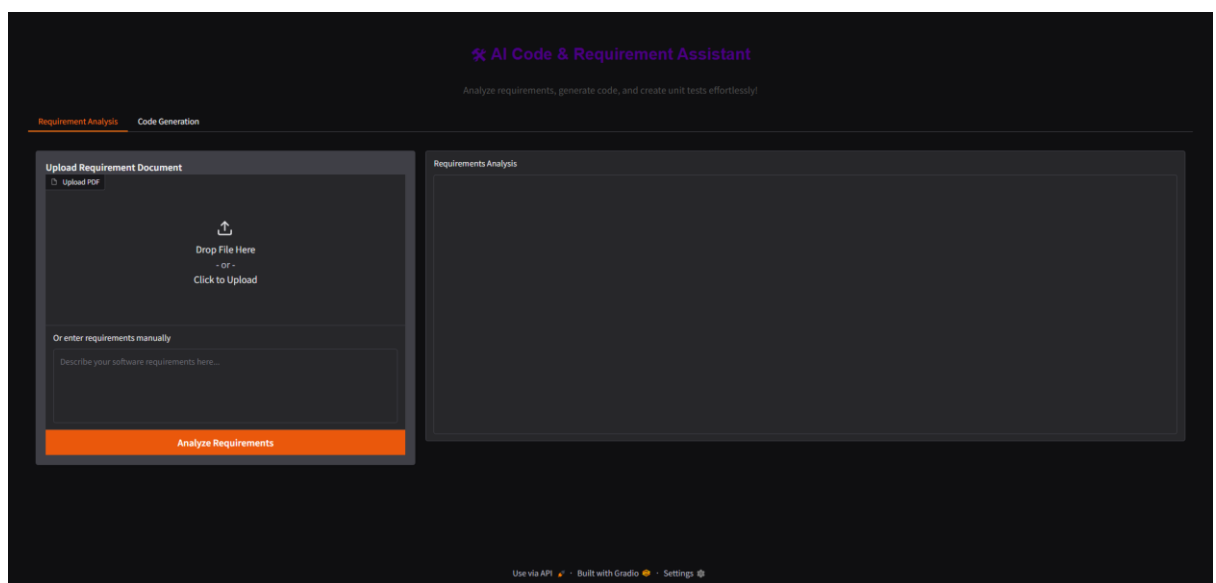 🛠 AI Code & Requirement Assistant
Analyze requirements, generate code, and create unit tests effortlessly!
Requirement Analysis
Code Generation
Upload Requirement Document
Upload PDF
Drop File Here
- or -
Click to Upload
Or enter requirements manually
Describe your software requirements here...
Analyze Requirements
Requirements Analysis
Use via API 🚀 · Built with Gradio · Settings ⚙